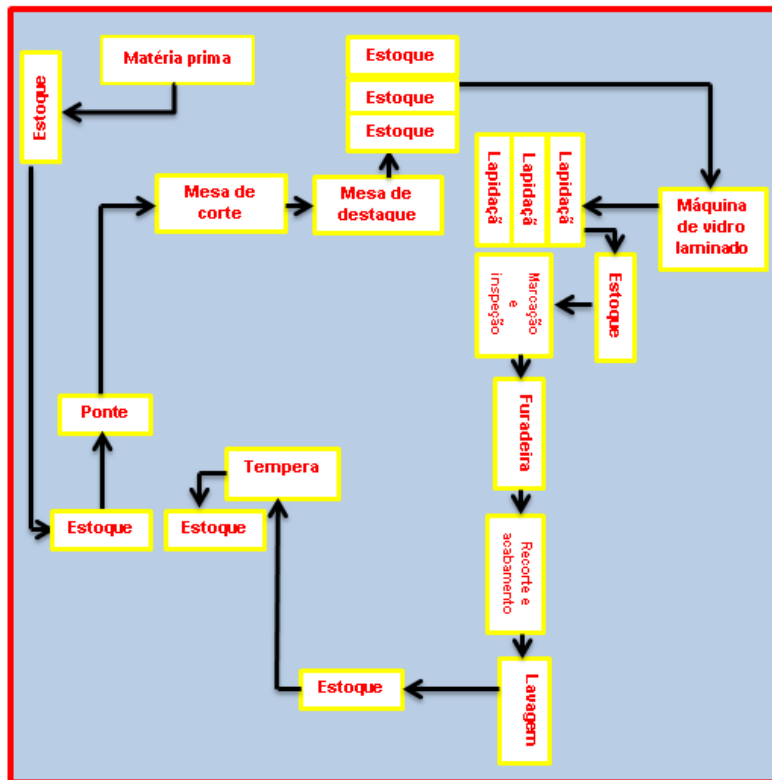 Matéria prima
Estoque
Estoque
Estoque
Estoque
Mesa de
corte
Mesa de
destaque
Lapidaçã
Lapidaçã
Lapidaçã
Máquina
de vidro
laminado
Estoque
Marcação
e
inspeção
Furadeira
Ponte
Tempera
Estoque
Estoque
Recorte e
acabamento
Estoque
Lavagem